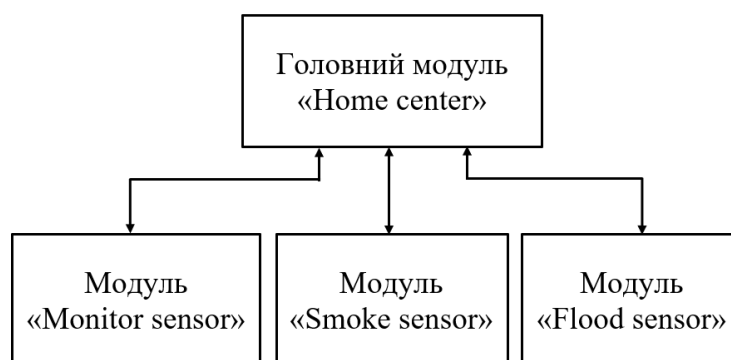 Головний модуль
«Home center»
Модуль
«Monitor sensor»
Модуль
«Smoke sensor»
Модуль
«Flood sensor»